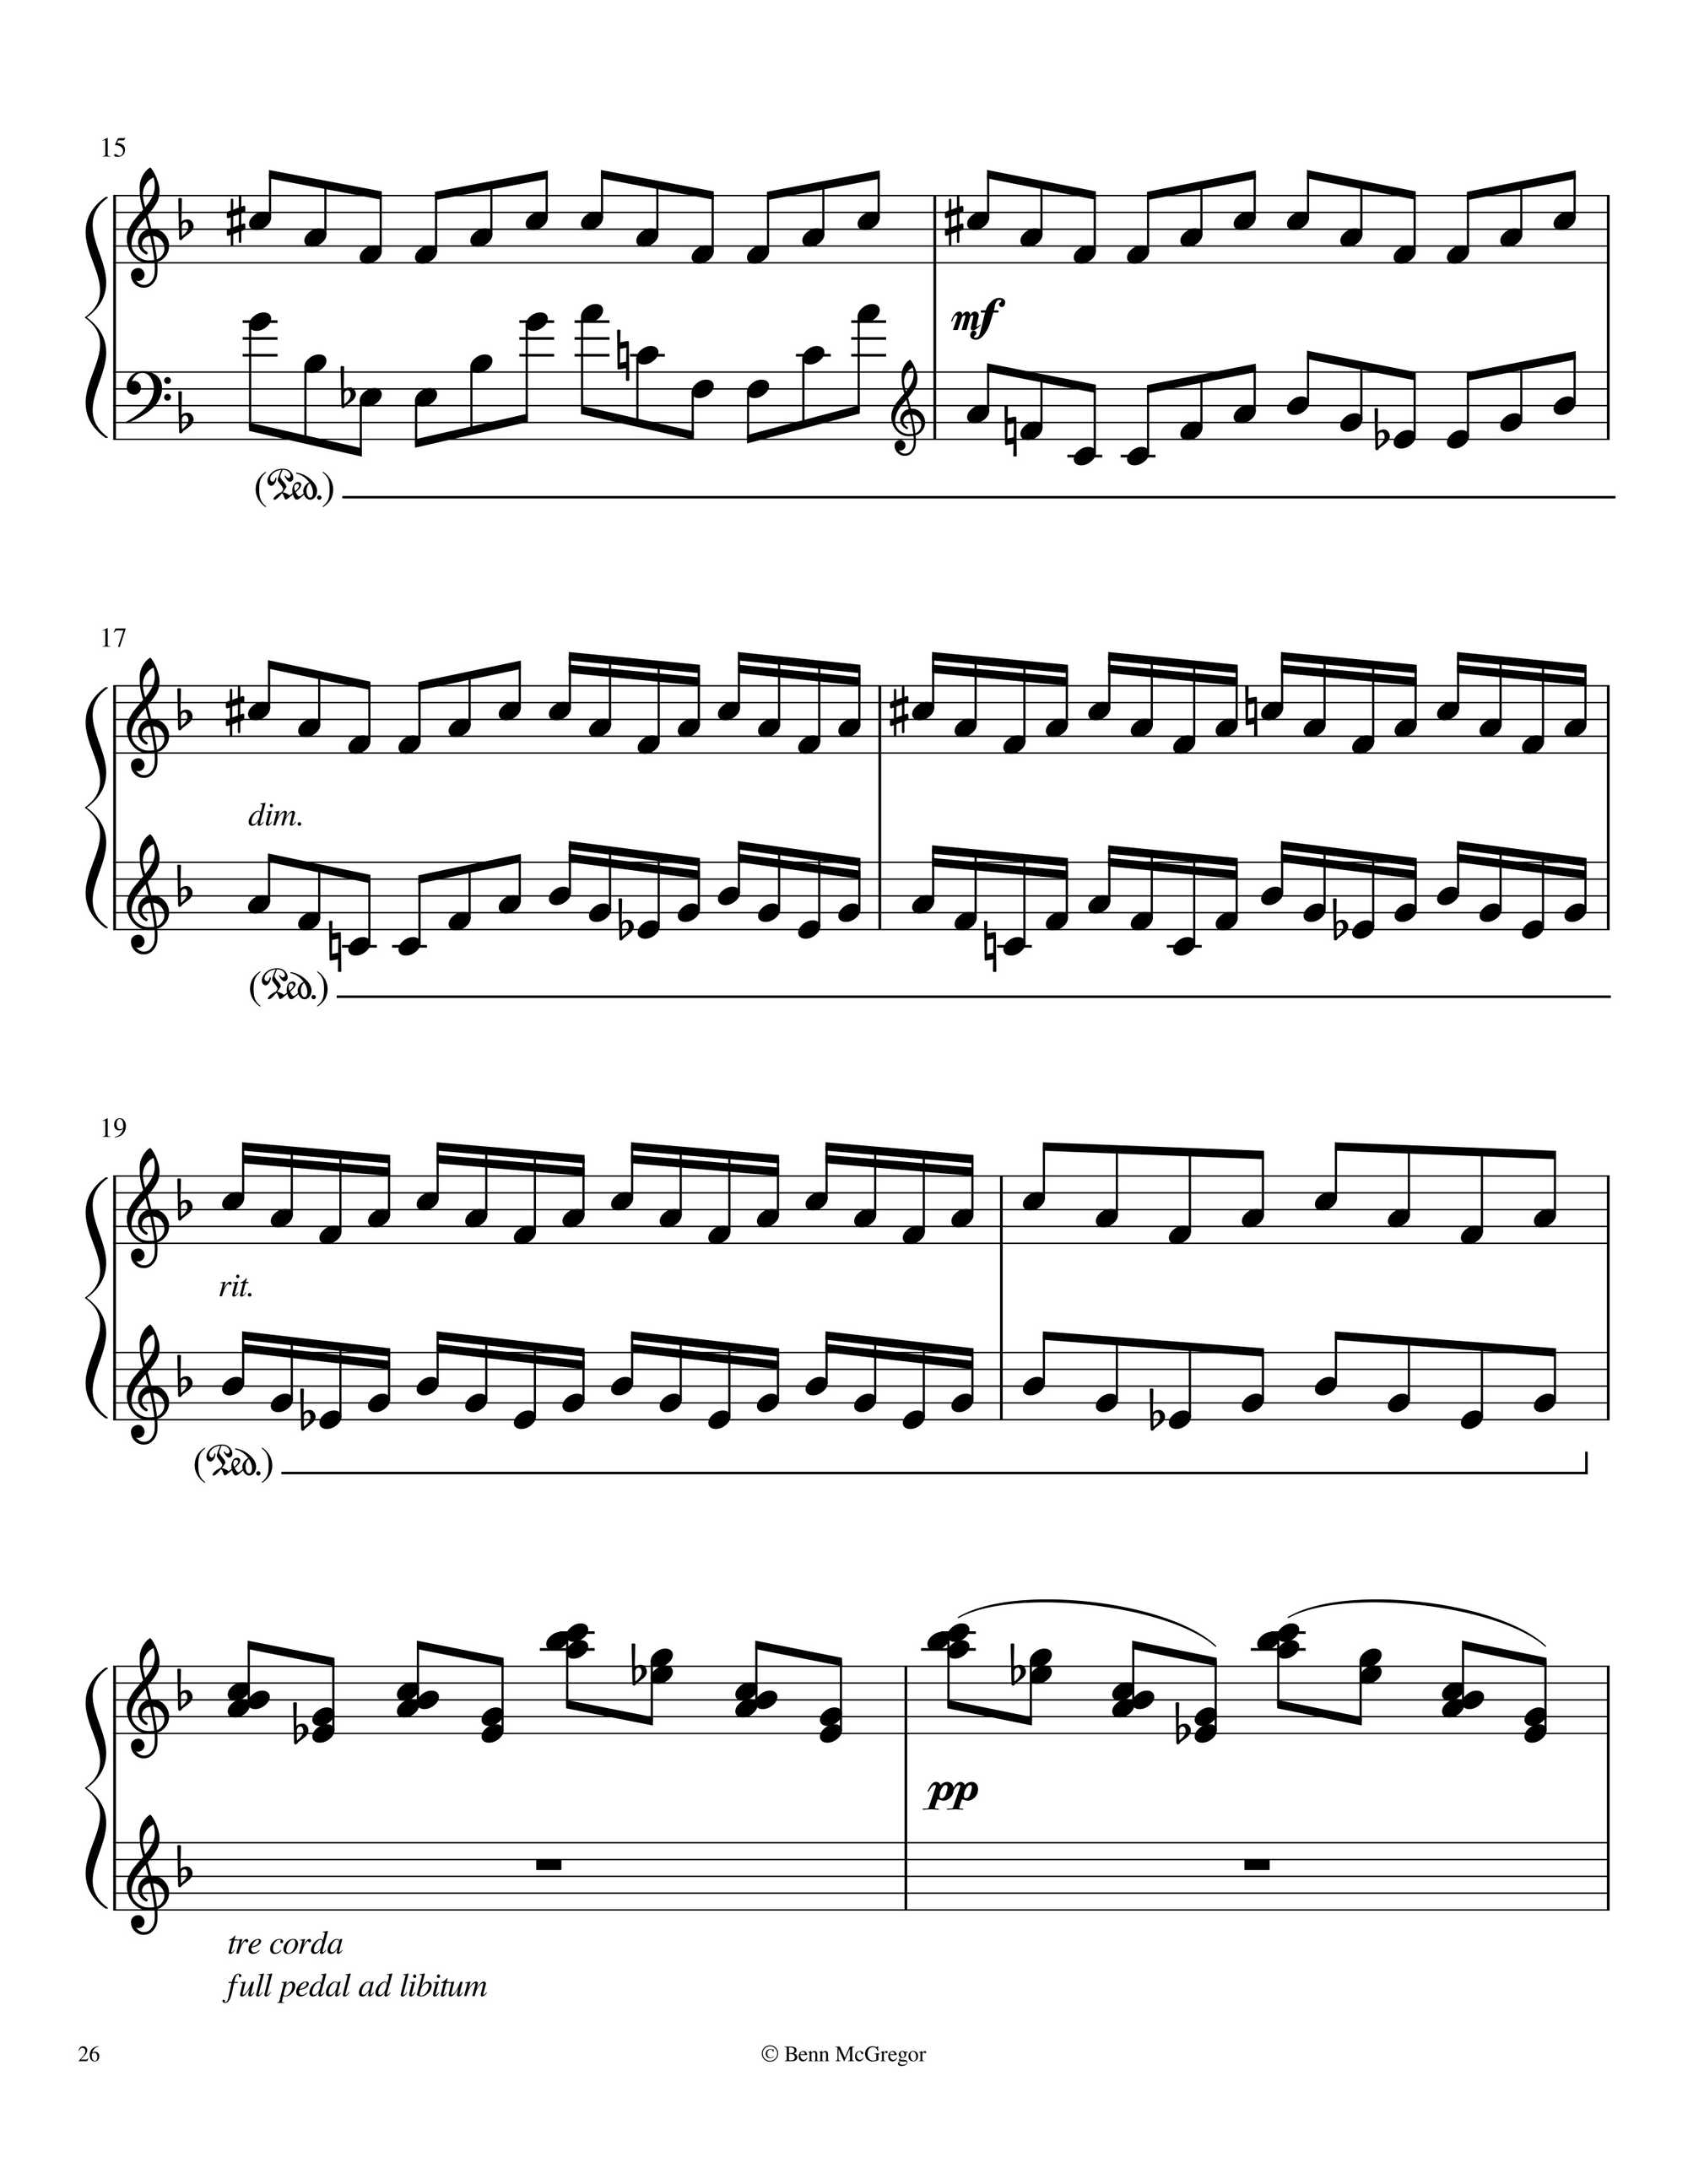 15
mf
(Ped.)
17
dim.
(Ped.)
19
rit.
(Ped.)
pp
tre corda
full pedal ad libitum
26
© Benn McGregor